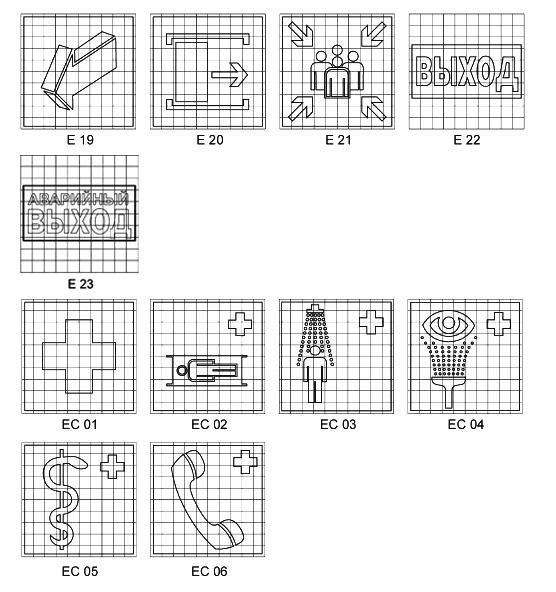 ВЫХОД
E 19 E 20 E 21 E 22
АВАРИЙНЫЙ
ВЫХОД
E 23
EC 01 EC 02 EC 03 EC 04
EC 05 EC 06